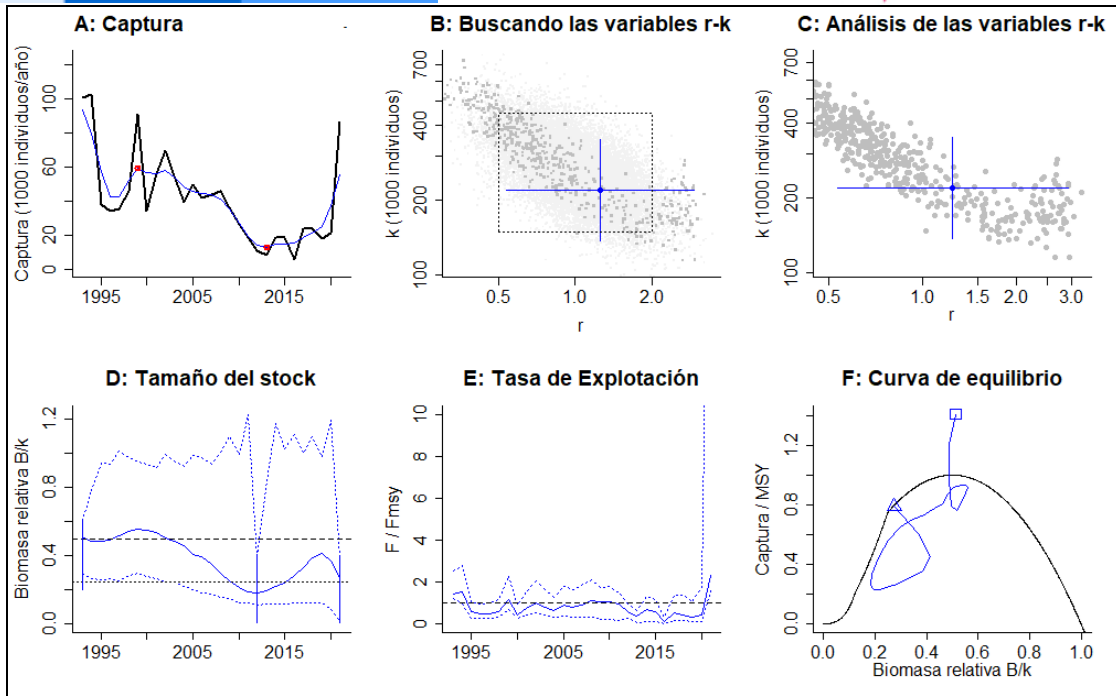 A: Captura
Captura (1000 individuos/año)
0 20 60 100
1995 2005 2015
B: Buscando las variables r-k
k (1000 individuos)
100 200 400 700
0.5 1.0 2.0
r
C: Análisis de las variables r-k
k (1000 individuos)
100 200 400 700
0.5 1.0 1.5 2.0 3.0
r
D: Tamaño del stock
Biomasa relativa B/k
0.0 0.4 0.8 1.2
1995 2005 2015
E: Tasa de Explotación
F / Fmsy
0 2 4 6 8 10
1995 2005 2015
F: Curva de equilibrio
Captura / MSY
0.0 0.4 0.8 1.2
0.0 0.2 0.4 0.6 0.8 1.0
Biomasa relativa B/k